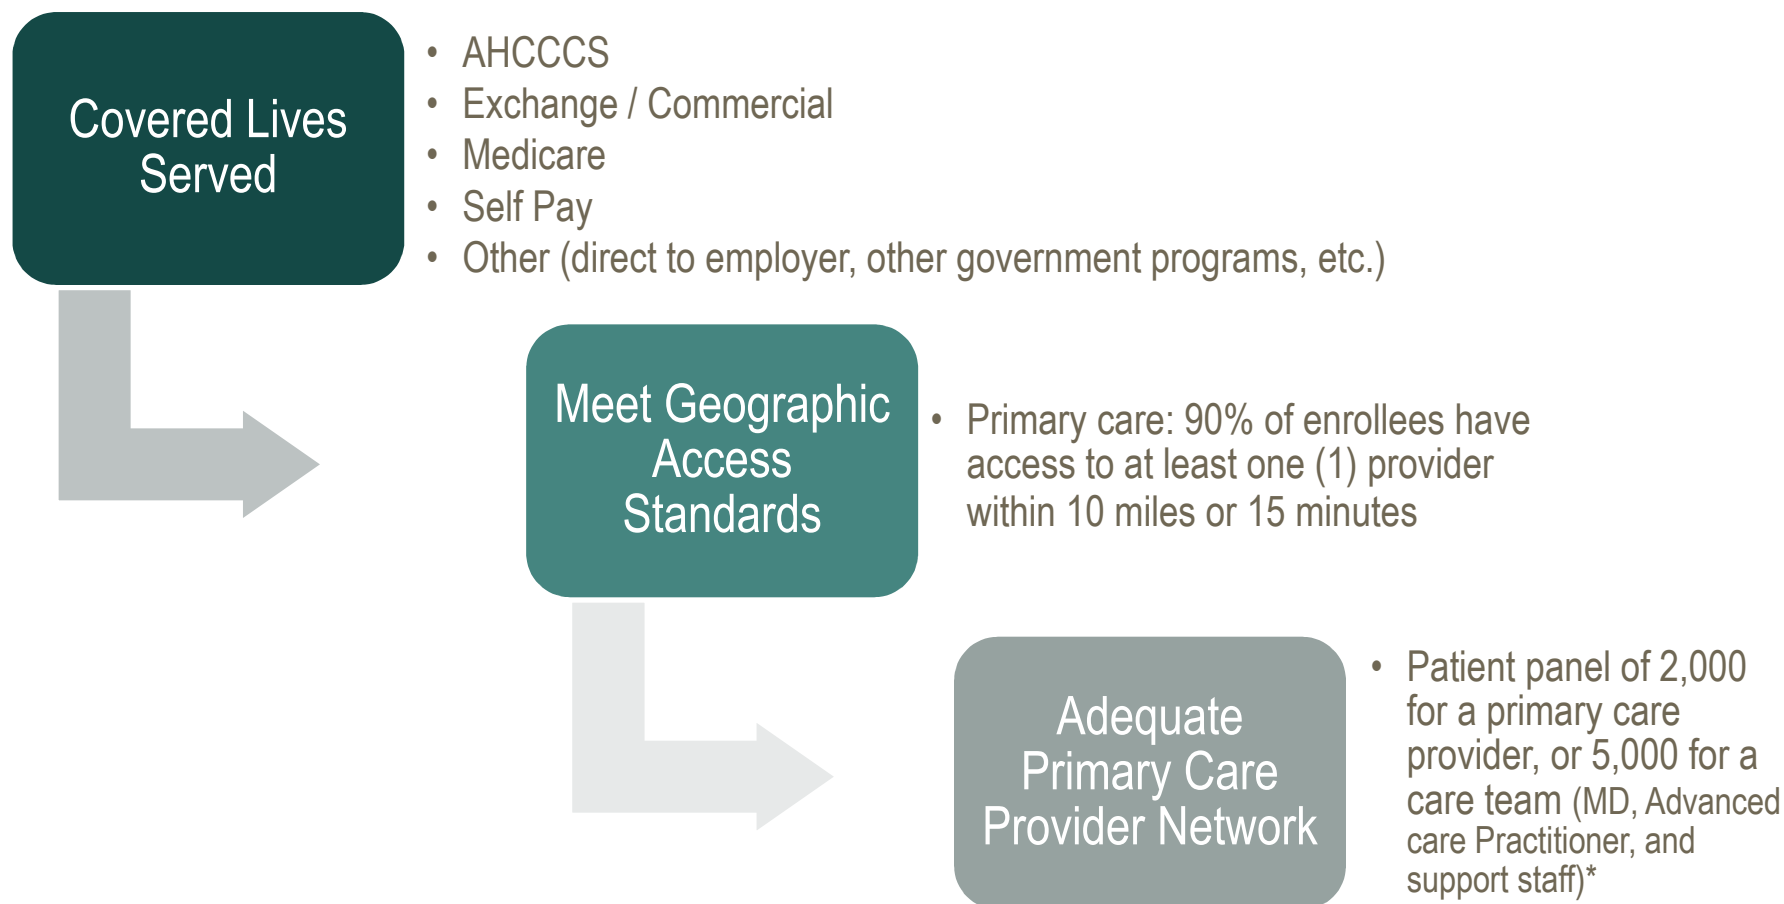 Covered Lives
Served
• AHCCCS
• Exchange / Commercial
• Medicare
• Self Pay
• Other (direct to employer, other government programs, etc.)
Meet Geographic
Access
Standards
• Primary care: 90% of enrollees have
access to at least one (1) provider
within 10 miles or 15 minutes
Adequate
Primary Care
Provider Network
• Patient panel of 2,000
for a primary care
provider, or 5,000 for a
care team (MD, Advanced
care Practitioner, and
support staff)*